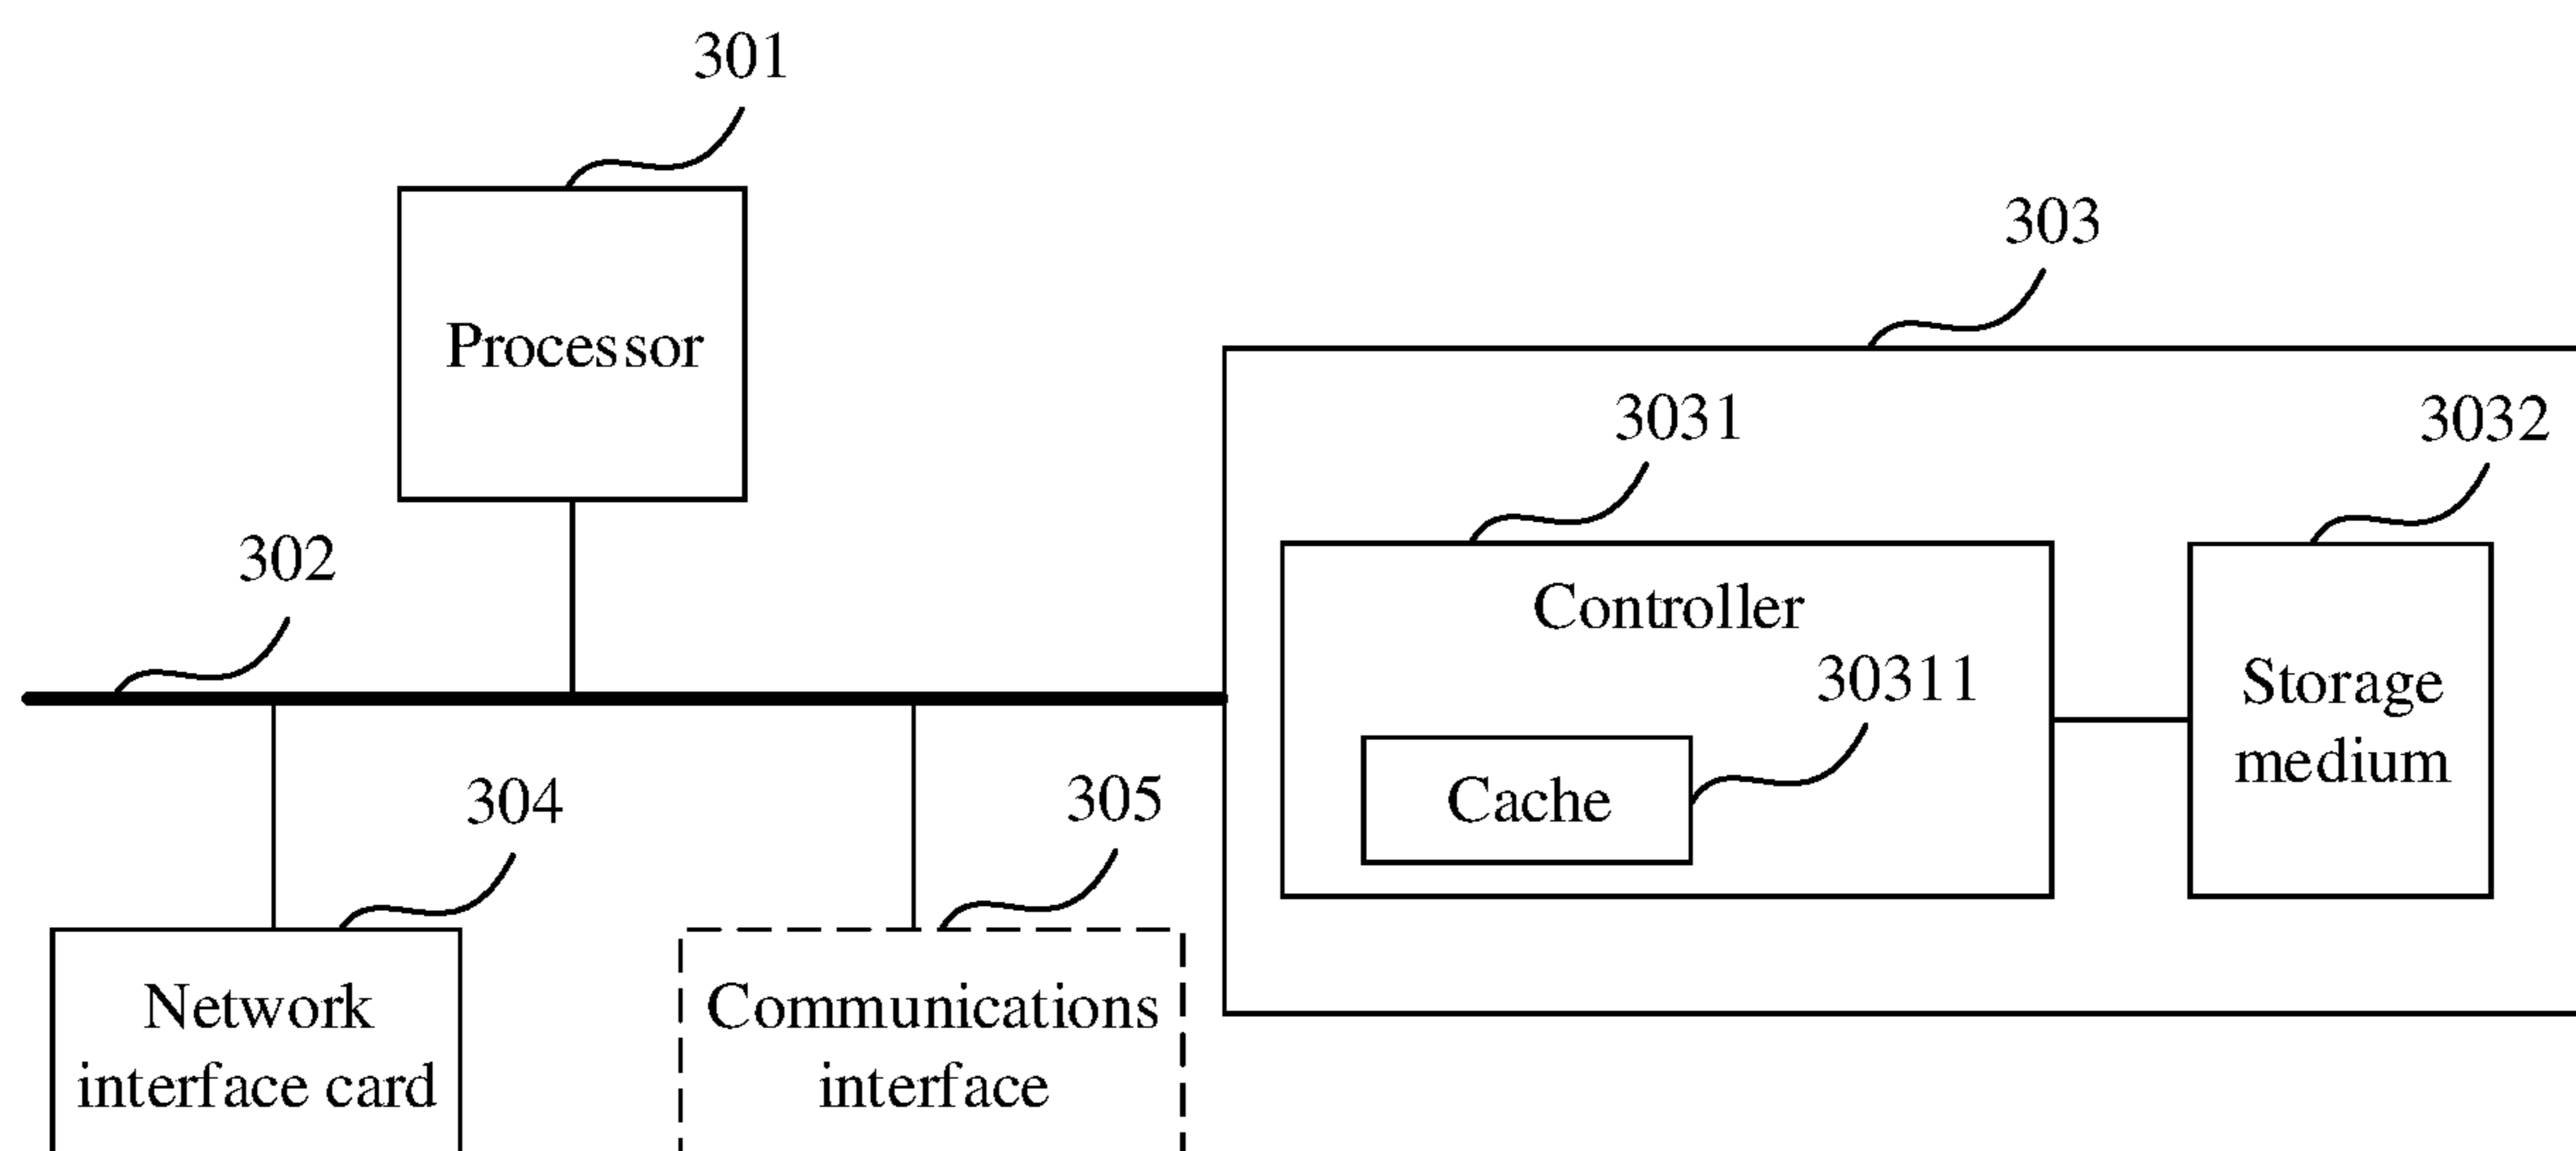 301
Processor
303
3031
3032
302
Controller
30311
Storage
medium
Cache
304
305
Network
interface card
Communications
interface